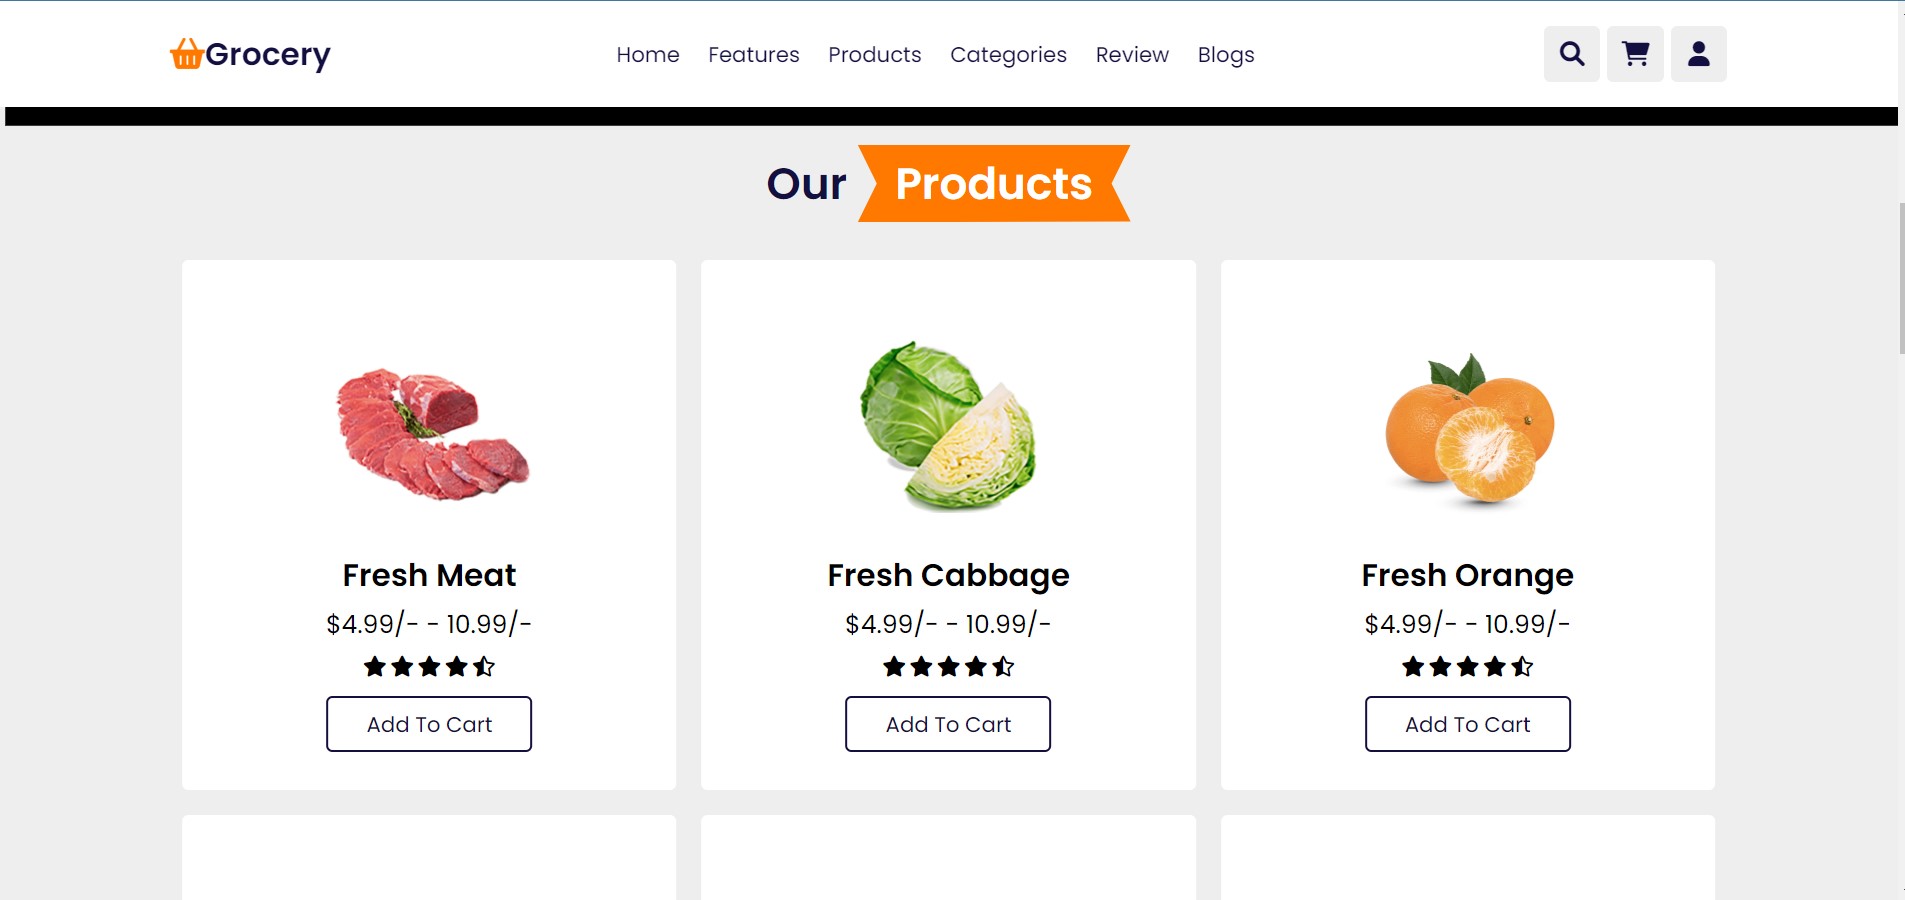 Grocery
Home Features Products Categories Review Blogs
Our Products
Fresh Meat
$4.99/- - 10.99/-
Add To Cart
Fresh Cabbage
$4.99/- - 10.99/-
Add To Cart
Fresh Orange
$4.99/- - 10.99/-
Add To Cart